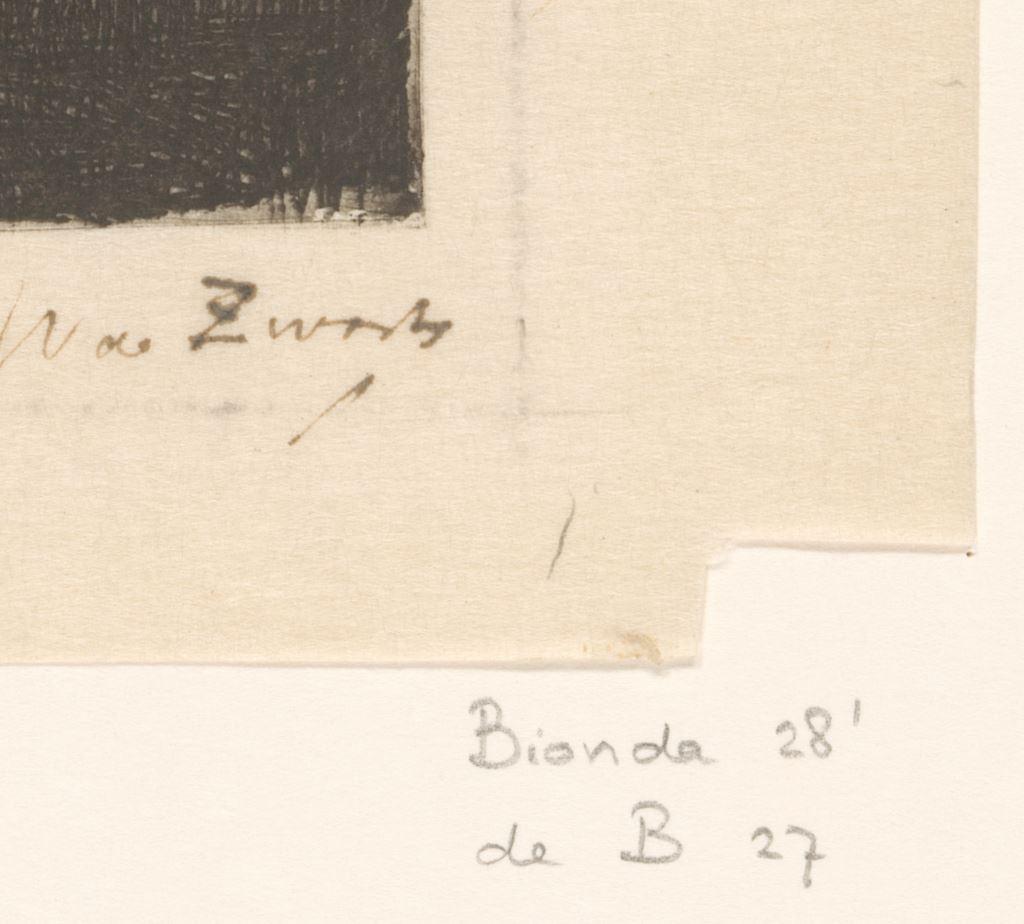 W de Zwart
Bionda 28'
de B 27